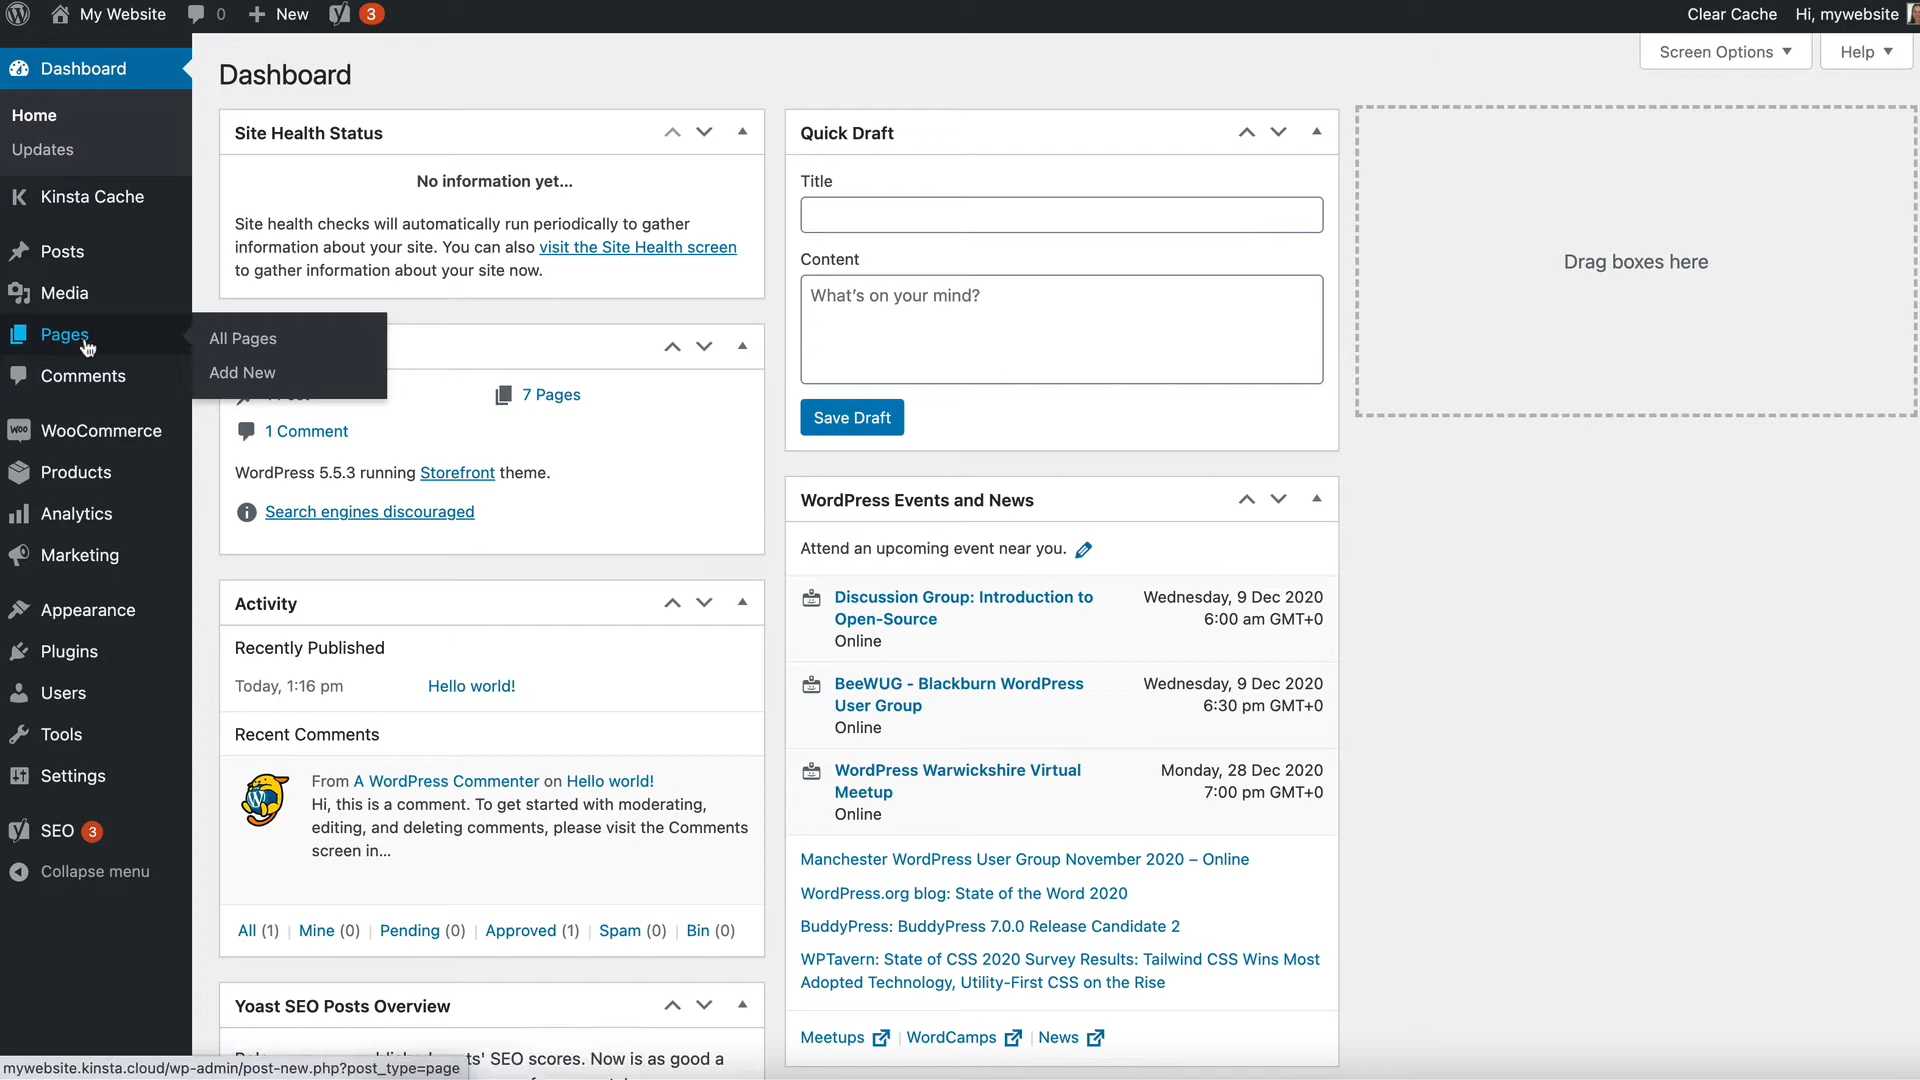 My Website
0
New
3
Clear Cache
Hi, mywebsite
Dashboard
Home
Updates
Kinsta Cache
Posts
Media
Pages
All Pages
Add New
Comments
WooCommerce
Products
Analytics
Marketing
Appearance
Plugins
Users
Tools
Settings
SEO 3
Collapse menu
Screen Options
Help
Dashboard
Site Health Status
No information yet...
Site health checks will automatically run periodically to gather
information about your site. You can also visit the Site Health screen
to gather information about your site now.
7 Pages
1 Comment
WordPress 5.5.3 running Storefront theme.
Search engines discouraged
Activity
Recently Published
Today, 1:16 pm
Hello world!
Recent Comments
From A WordPress Commenter on Hello world!
Hi, this is a comment. To get started with moderating,
editing, and deleting comments, please visit the Comments
screen in...
All (1) | Mine (0) | Pending (0) | Approved (1) | Spam (0) | Bin (0)
Yoast SEO Posts Overview
SEO scores. Now is as good a
Quick Draft
Title
Content
What's on your mind?
Save Draft
WordPress Events and News
Attend an upcoming event near you.
Discussion Group: Introduction to
Open-Source
Online
Wednesday, 9 Dec 2020
6:00 am GMT+0
BeeWUG - Blackburn WordPress
User Group
Online
Wednesday, 9 Dec 2020
6:30 pm GMT+0
WordPress Warwickshire Virtual
Meetup
Online
Monday, 28 Dec 2020
7:00 pm GMT+0
Manchester WordPress User Group November 2020 – Online
WordPress.org blog: State of the Word 2020
BuddyPress: BuddyPress 7.0.0 Release Candidate 2
WPTavern: State of CSS 2020 Survey Results: Tailwind CSS Wins Most
Adopted Technology, Utility-First CSS on the Rise
Meetups | WordCamps | News
Drag boxes here
mywebsite.kinsta.cloud/wp-admin/post-new.php?post_type=page